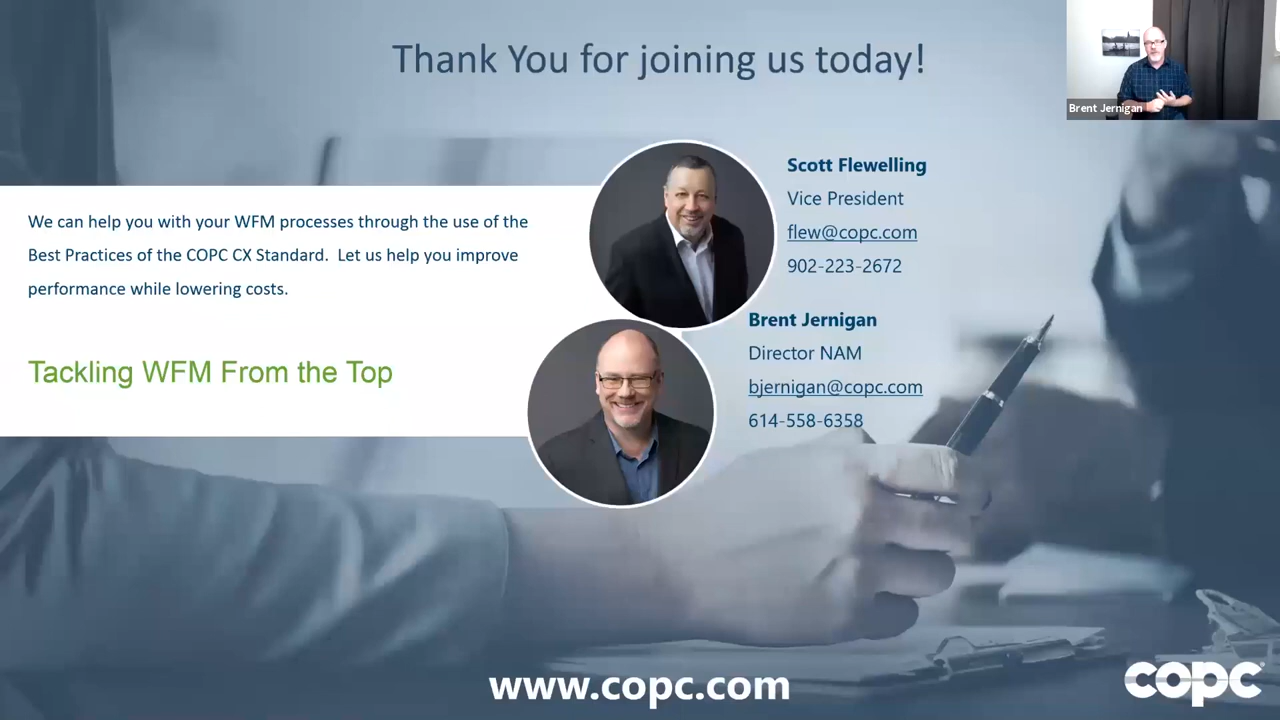 Thank You for joining us today!
Brent Jernigan
We can help you with your WFM processes through the use of the
Best Practices of the COPC CX Standard. Let us help you improve
performance while lowering costs.
Tackling WFM From the Top
Scott Flewelling
Vice President
flew@copc.com
902-223-2672
Brent Jernigan
Director NAM
bjernigan@copc.com
614-558-6358
www.copc.com
copc®